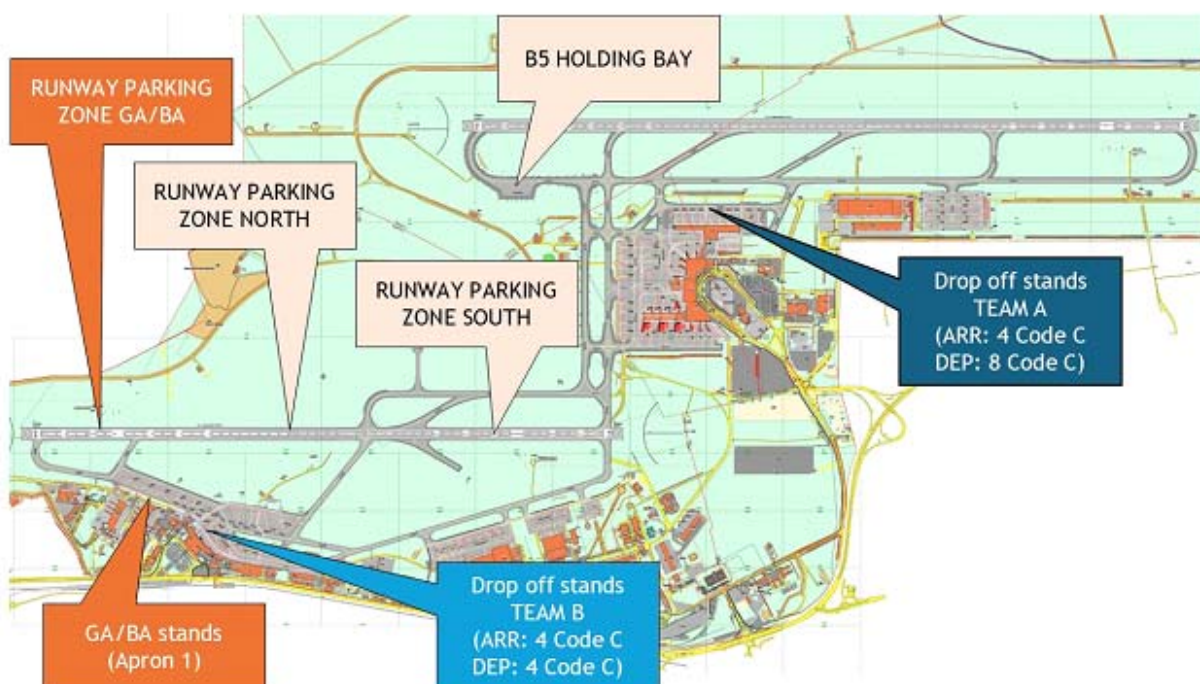 B5 HOLDING BAY
RUNWAY PARKING
ZONE GA/BA
RUNWAY PARKING
ZONE NORTH
RUNWAY PARKING
ZONE SOUTH
Drop off stands
TEAM A
(ARR: 4 Code C
DEP: 8 Code C)
Drop off stands
TEAM B
(ARR: 4 Code C
DEP: 4 Code C)
GA/BA stands
(Apron 1)